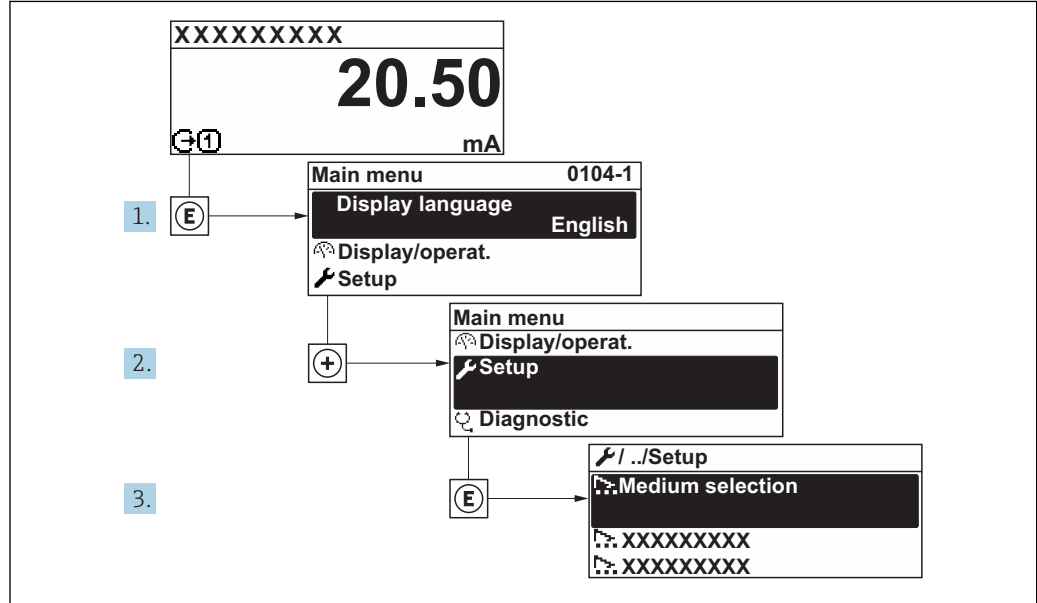 XXXXXXXXX
20.50
1 mA
Main menu 0104-1
1. E Display language
English
Display/operat.
Setup
Main menu
2. + Display/operat.
Setup
Diagnostic
/ ../Setup
3. E Medium selection
XXXXXXXXX
XXXXXXXXX